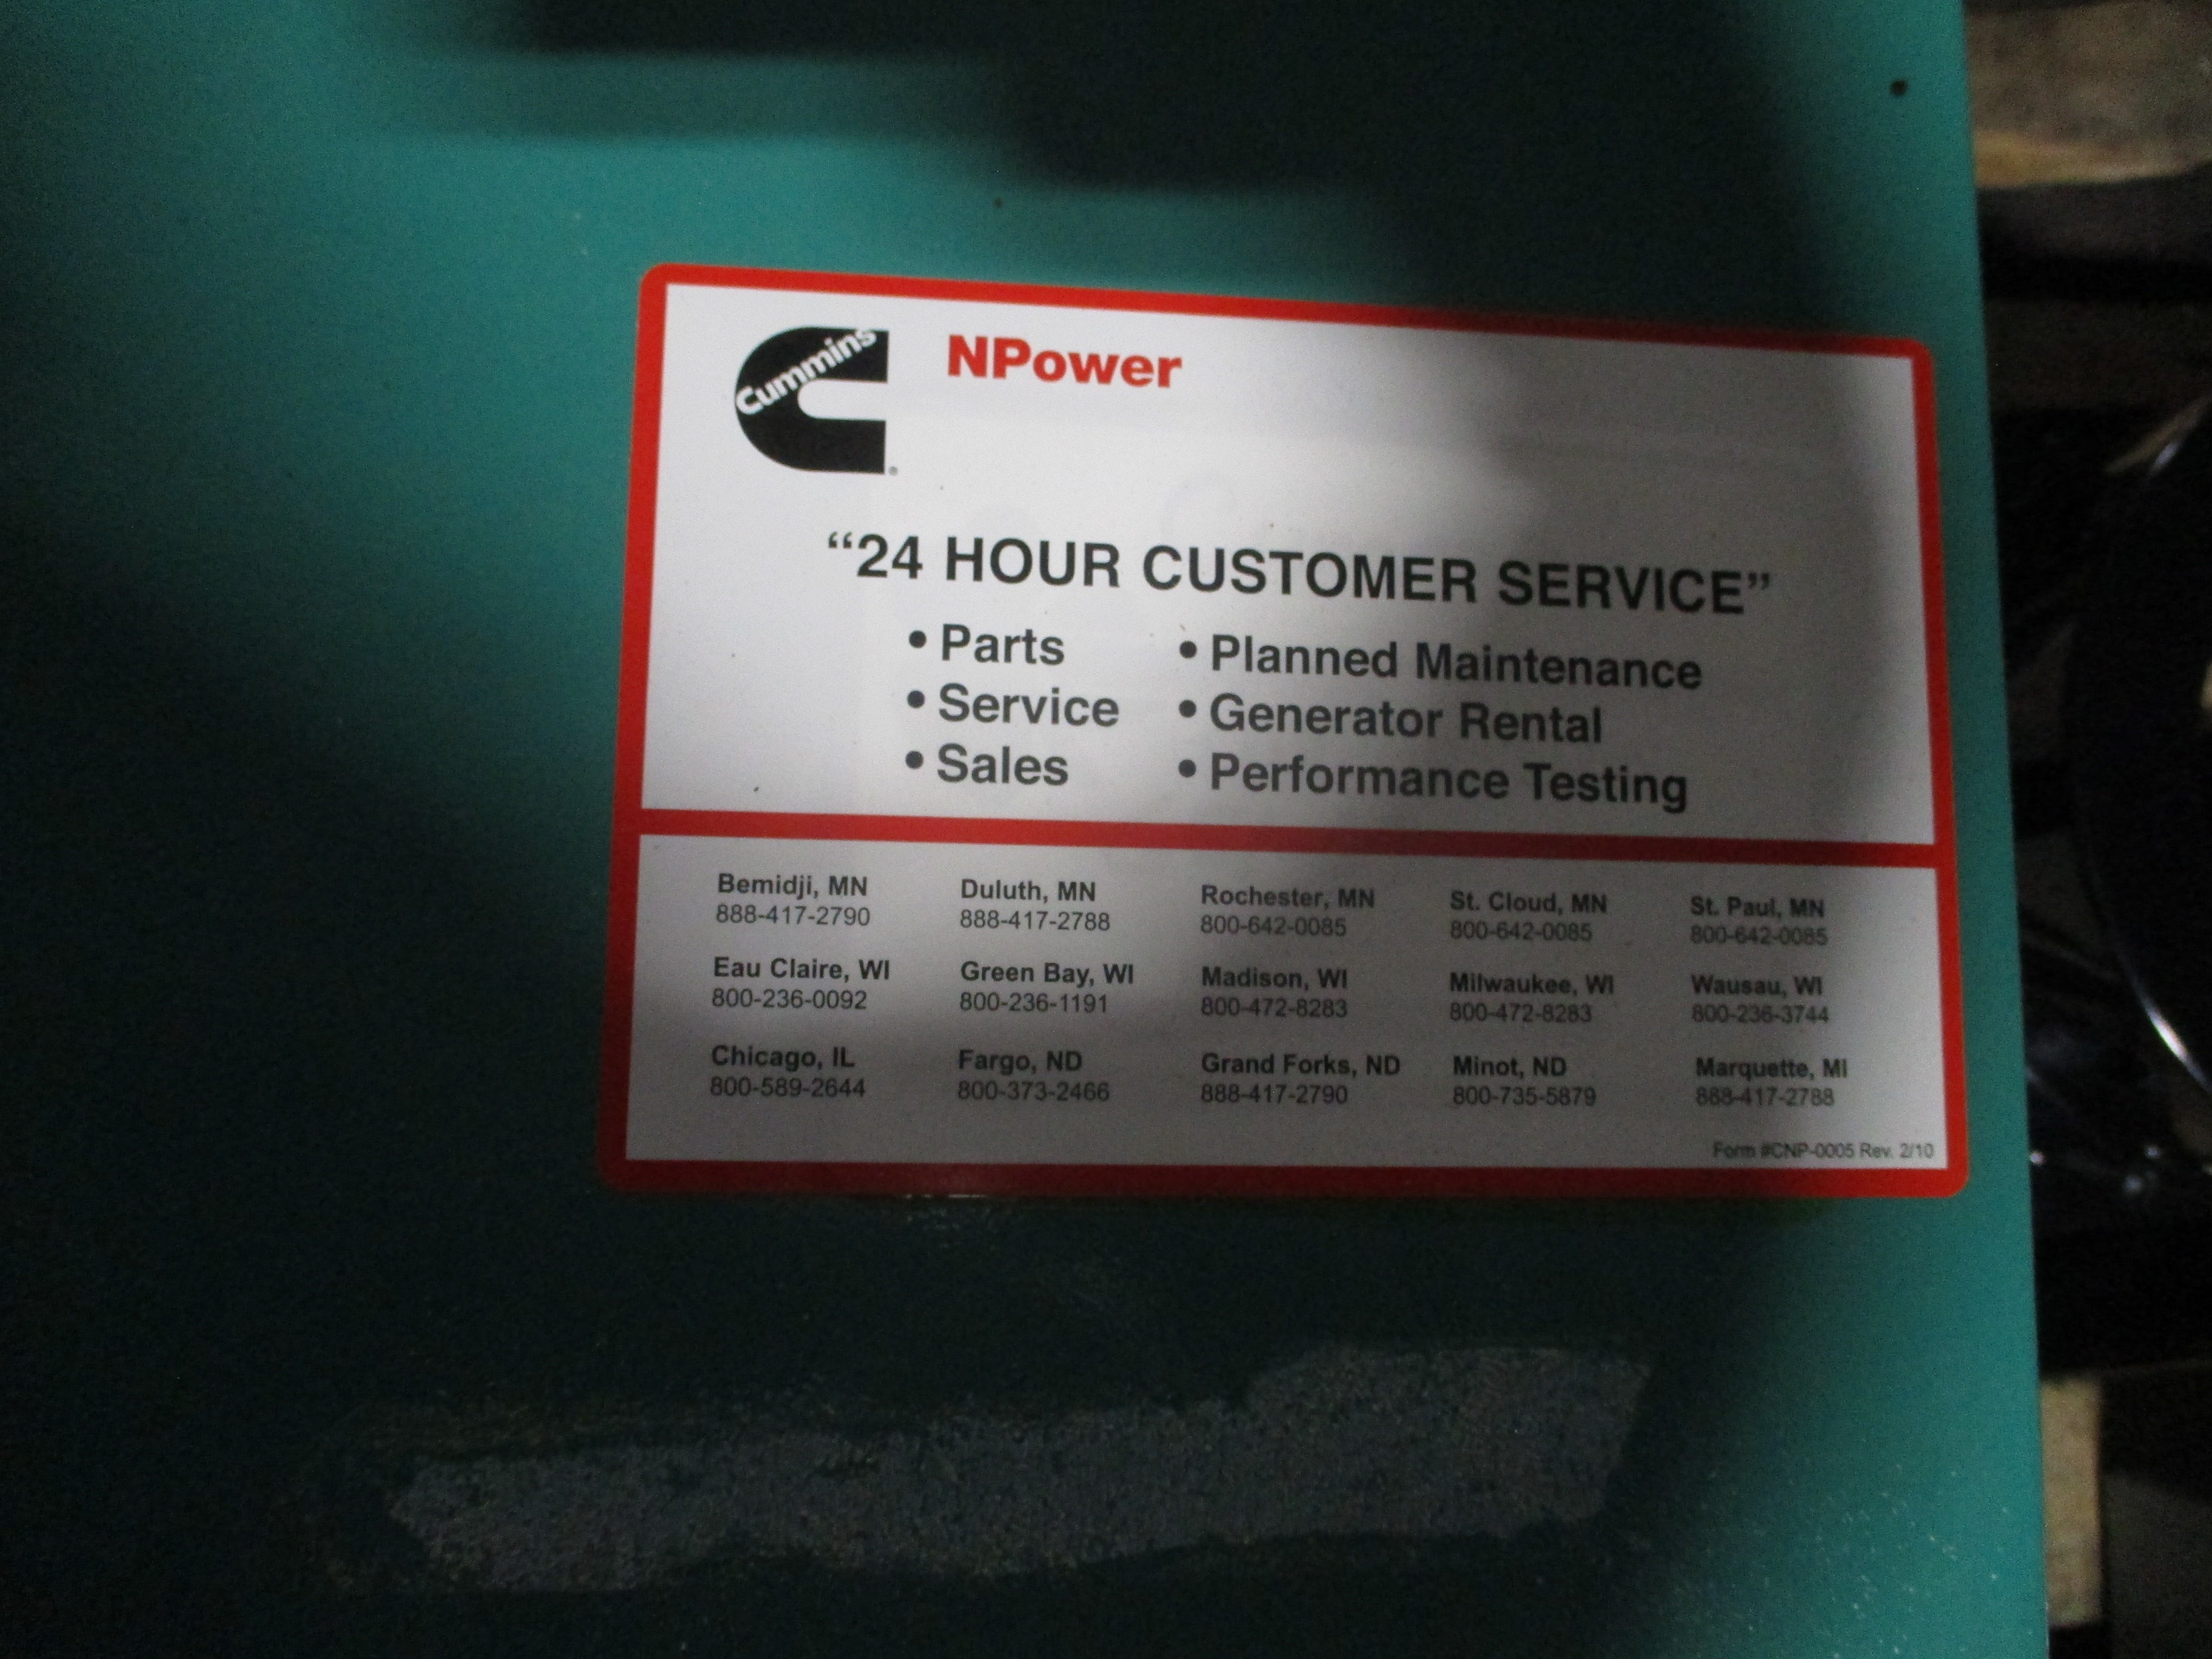 Cummins
NPower
“24 HOUR CUSTOMER SERVICE”
• Parts • Planned Maintenance
• Service • Generator Rental
• Sales • Performance Testing
Bemidji, MN Duluth, MN Rochester, MN St. Cloud, MN St. Paul, MN
888-417-2790 888-417-2788 800-642-0085 800-642-0085 800-642-0085
Eau Claire, WI Green Bay, WI Madison, WI Milwaukee, WI Wausau, WI
800-236-0092 800-236-1191 800-472-8283 800-472-8283 800-236-3744
Chicago, IL Fargo, ND Grand Forks, ND Minot, ND Marquette, MI
800-589-2644 800-373-2466 888-417-2790 800-735-5879 888-417-2788
Form #CNP-0005 Rev. 2/10